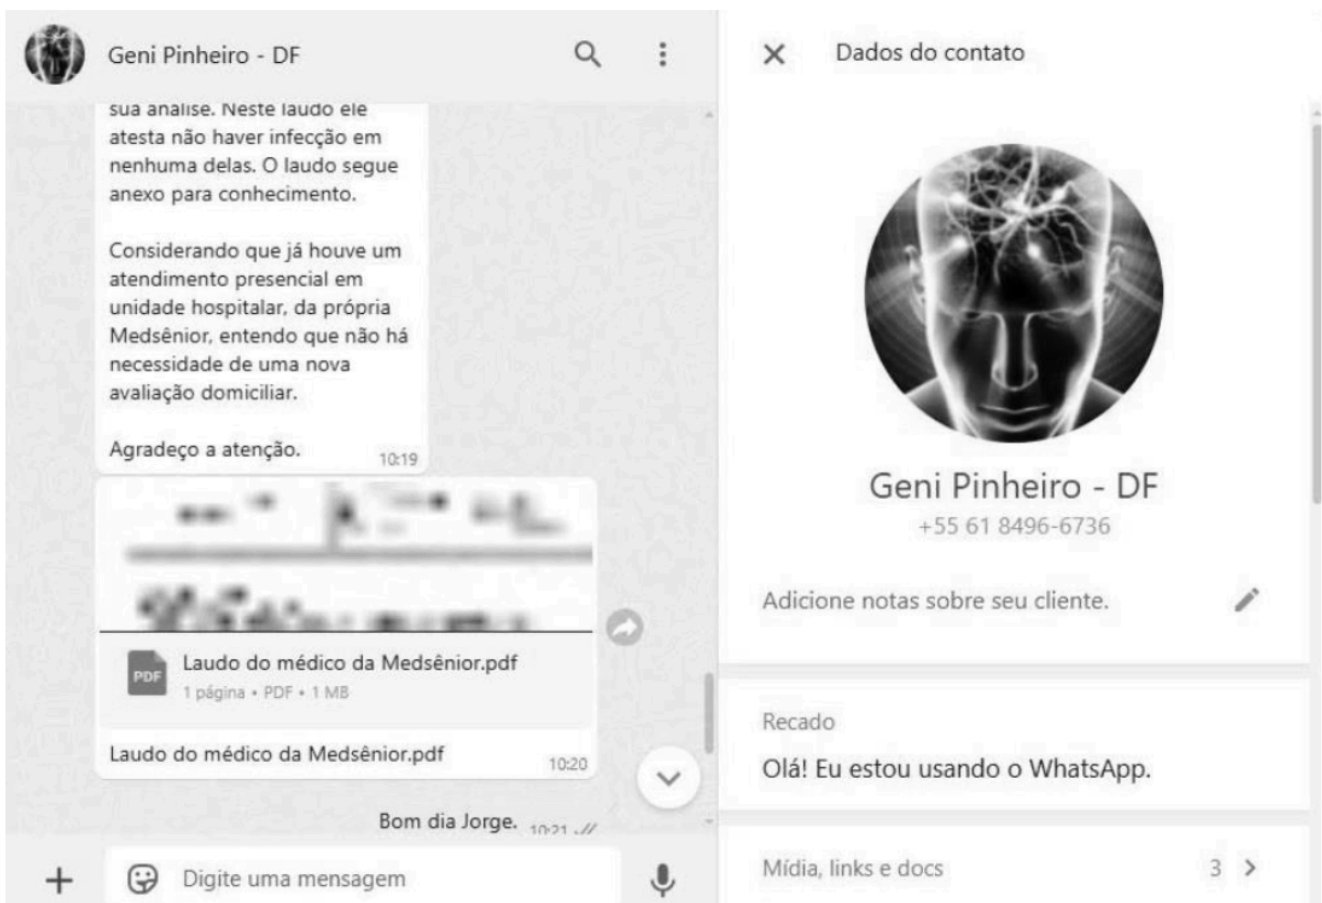 Geni Pinheiro - DF
sua análise. Neste laudo ele
atesta não haver infecção em
nenhuma delas. O laudo segue
anexo para conhecimento.
Considerando que já houve um
atendimento presencial em
unidade hospitalar, da própria
Medsênior, entendo que não há
necessidade de uma nova
avaliação domiciliar.
Agradeço a atenção.
10:19
PDF
Laudo do médico da Medsênior.pdf
1 página • PDF • 1 MB
Laudo do médico da Medsênior.pdf
10:20
Bom dia Jorge.
10:21
Digite uma mensagem
Dados do contato
Geni Pinheiro - DF
+55 61 8496-6736
Adicione notas sobre seu cliente.
Recado
Olá! Eu estou usando o WhatsApp.
Mídia, links e docs
3